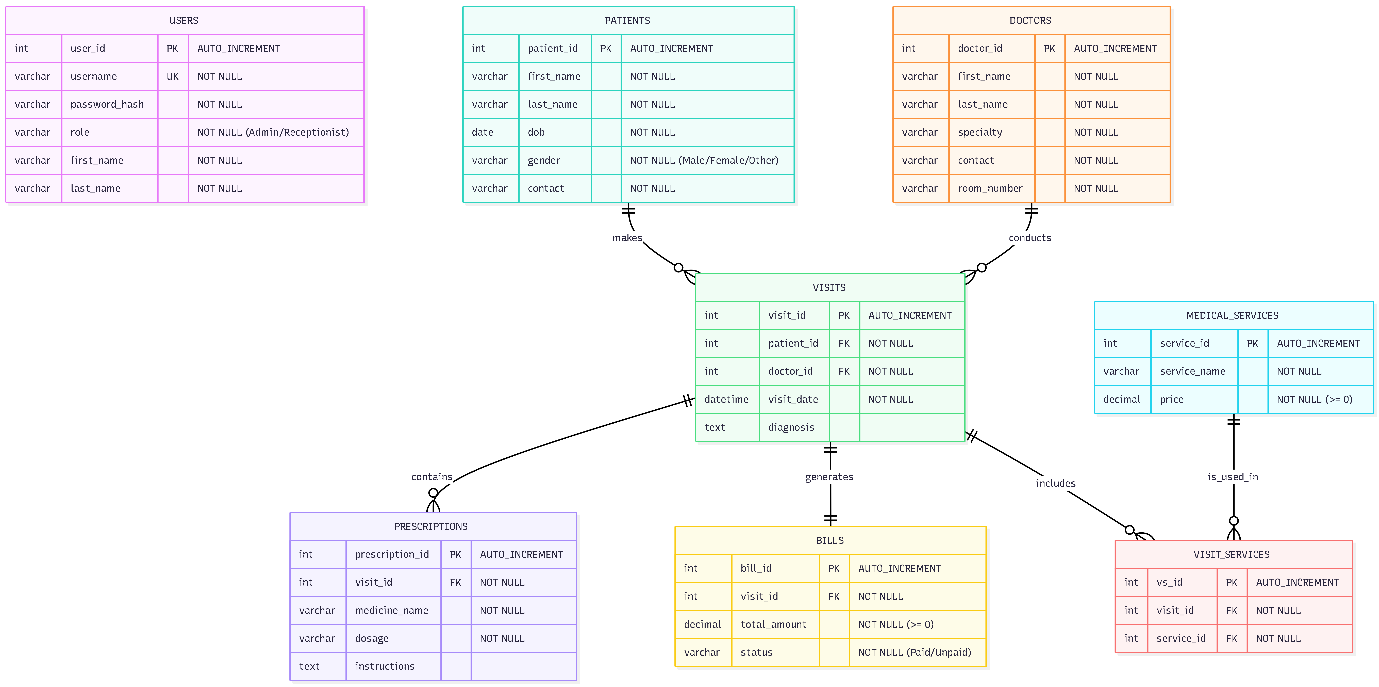 USERS
int user_id PK AUTO_INCREMENT
varchar username UK NOT NULL
varchar password_hash NOT NULL
varchar role NOT NULL (Admin/Receptionist)
varchar first_name NOT NULL
varchar last_name NOT NULL
PATIENTS
int patient_id PK AUTO_INCREMENT
varchar first_name NOT NULL
varchar last_name NOT NULL
date dob NOT NULL
varchar gender NOT NULL (Male/Female/Other)
varchar contact NOT NULL
DOCTORS
int doctor_id PK AUTO_INCREMENT
varchar first_name NOT NULL
varchar last_name NOT NULL
varchar specialty NOT NULL
varchar contact NOT NULL
varchar room_number NOT NULL
makes
conducts
VISITS
int visit_id PK AUTO_INCREMENT
int patient_id FK NOT NULL
int doctor_id FK NOT NULL
datetime visit_date NOT NULL
text diagnosis
MEDICAL_SERVICES
int service_id PK AUTO_INCREMENT
varchar service_name NOT NULL
decimal price NOT NULL (>= 0)
contains
generates
includes
is_used_in
PRESCRIPTIONS
int prescription_id PK AUTO_INCREMENT
int visit_id FK NOT NULL
varchar medicine_name NOT NULL
varchar dosage NOT NULL
text instructions
BILLS
int bill_id PK AUTO_INCREMENT
int visit_id FK NOT NULL
decimal total_amount NOT NULL (>= 0)
varchar status NOT NULL (Paid/Unpaid)
VISIT_SERVICES
int vs_id PK AUTO_INCREMENT
int visit_id FK NOT NULL
int service_id FK NOT NULL